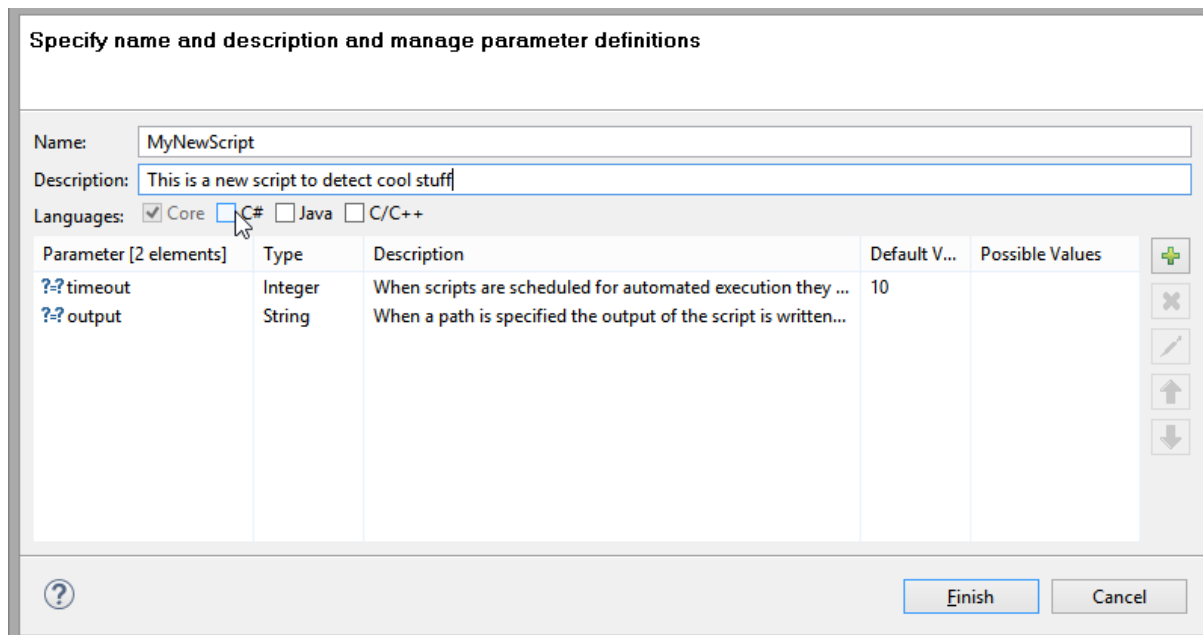 Specify name and description and manage parameter definitions
Name: MyNewScript
Description: This is a new script to detect cool stuff
Languages: Core C# Java C/C++
Parameter [2 elements] Type Description Default V... Possible Values
?=? timeout Integer When scripts are scheduled for automated execution they ... 10
?=? output String When a path is specified the output of the script is written...
? Finish Cancel